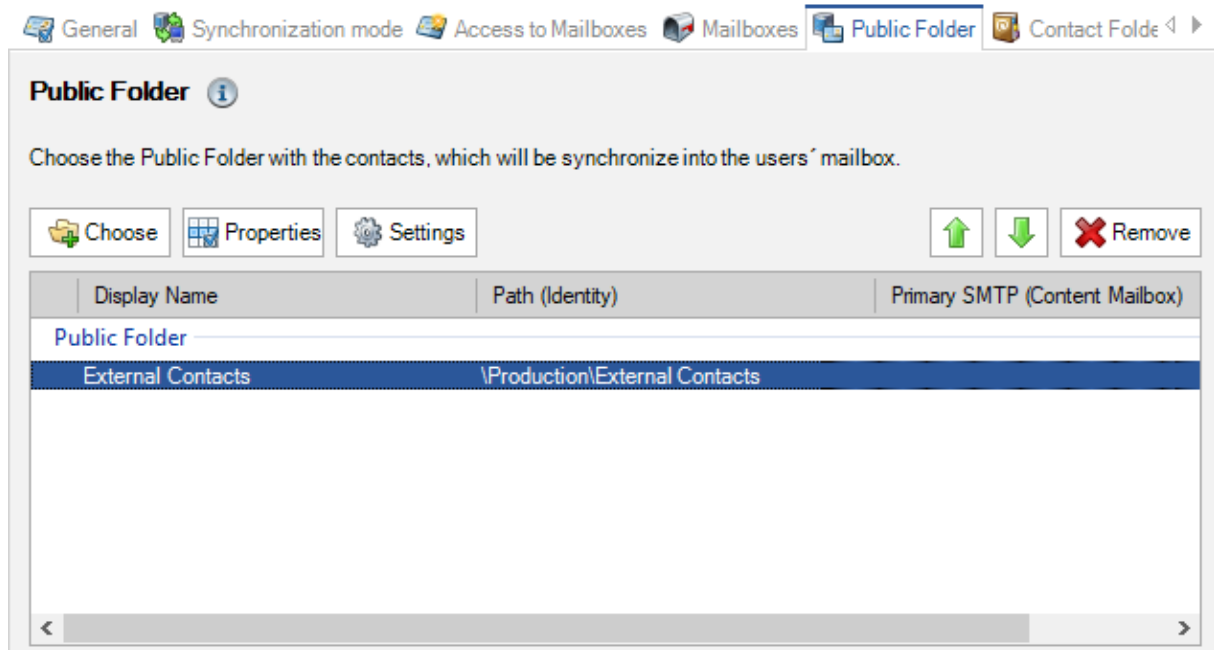 General Synchronization mode Access to Mailboxes Mailboxes Public Folder Contact Folde
Public Folder
Choose the Public Folder with the contacts, which will be synchronize into the users´ mailbox.
Choose Properties Settings Remove
Display Name Path (Identity) Primary SMTP (Content Mailbox)
Public Folder
External Contacts \Production\External Contacts